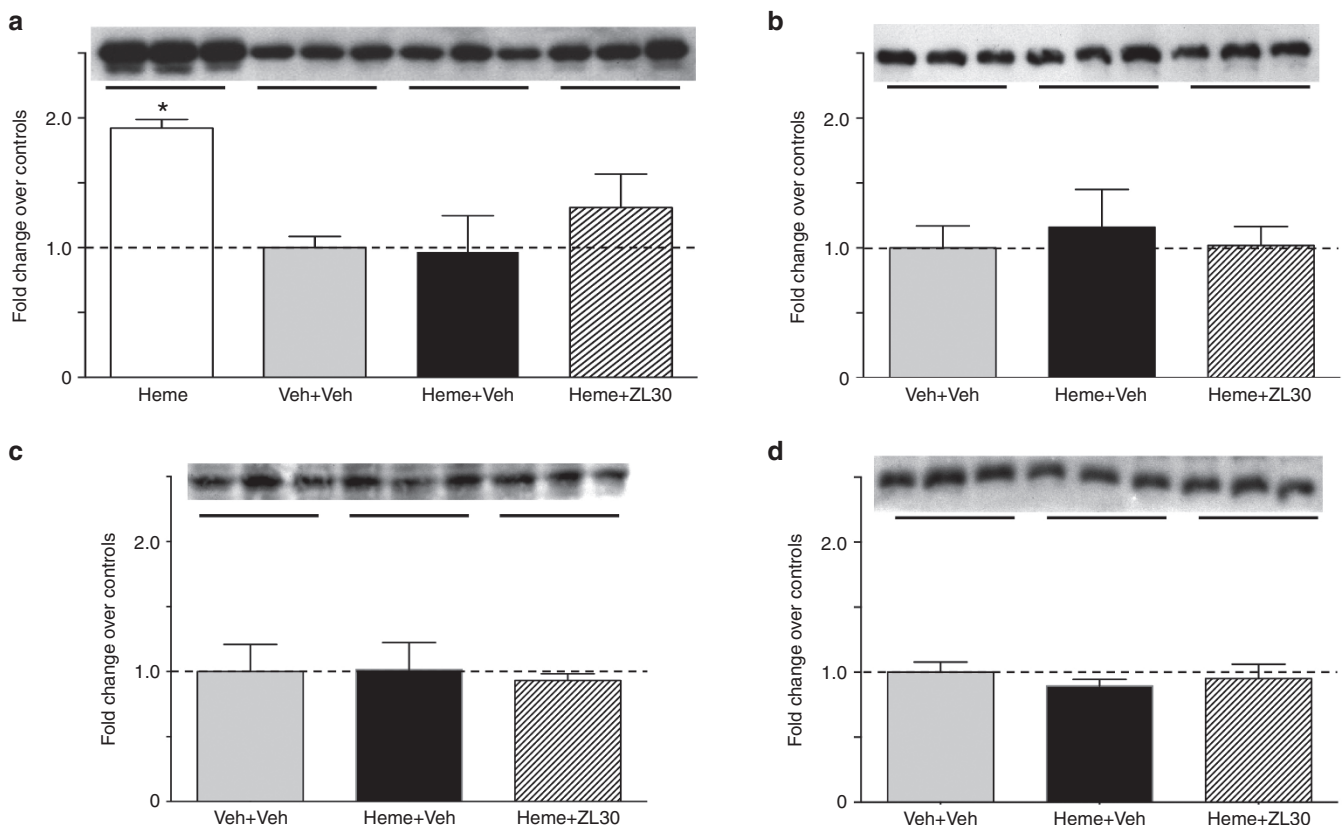 a
*
Fold change over controls
2.0
1.0
0
Heme Veh+Veh Heme+Veh Heme+ZL30
b
Fold change over controls
2.0
1.0
0
Veh+Veh Heme+Veh Heme+ZL30
c
Fold change over controls
2.0
1.0
0
Veh+Veh Heme+Veh Heme+ZL30
d
Fold change over controls
2.0
1.0
0
Veh+Veh Heme+Veh Heme+ZL30